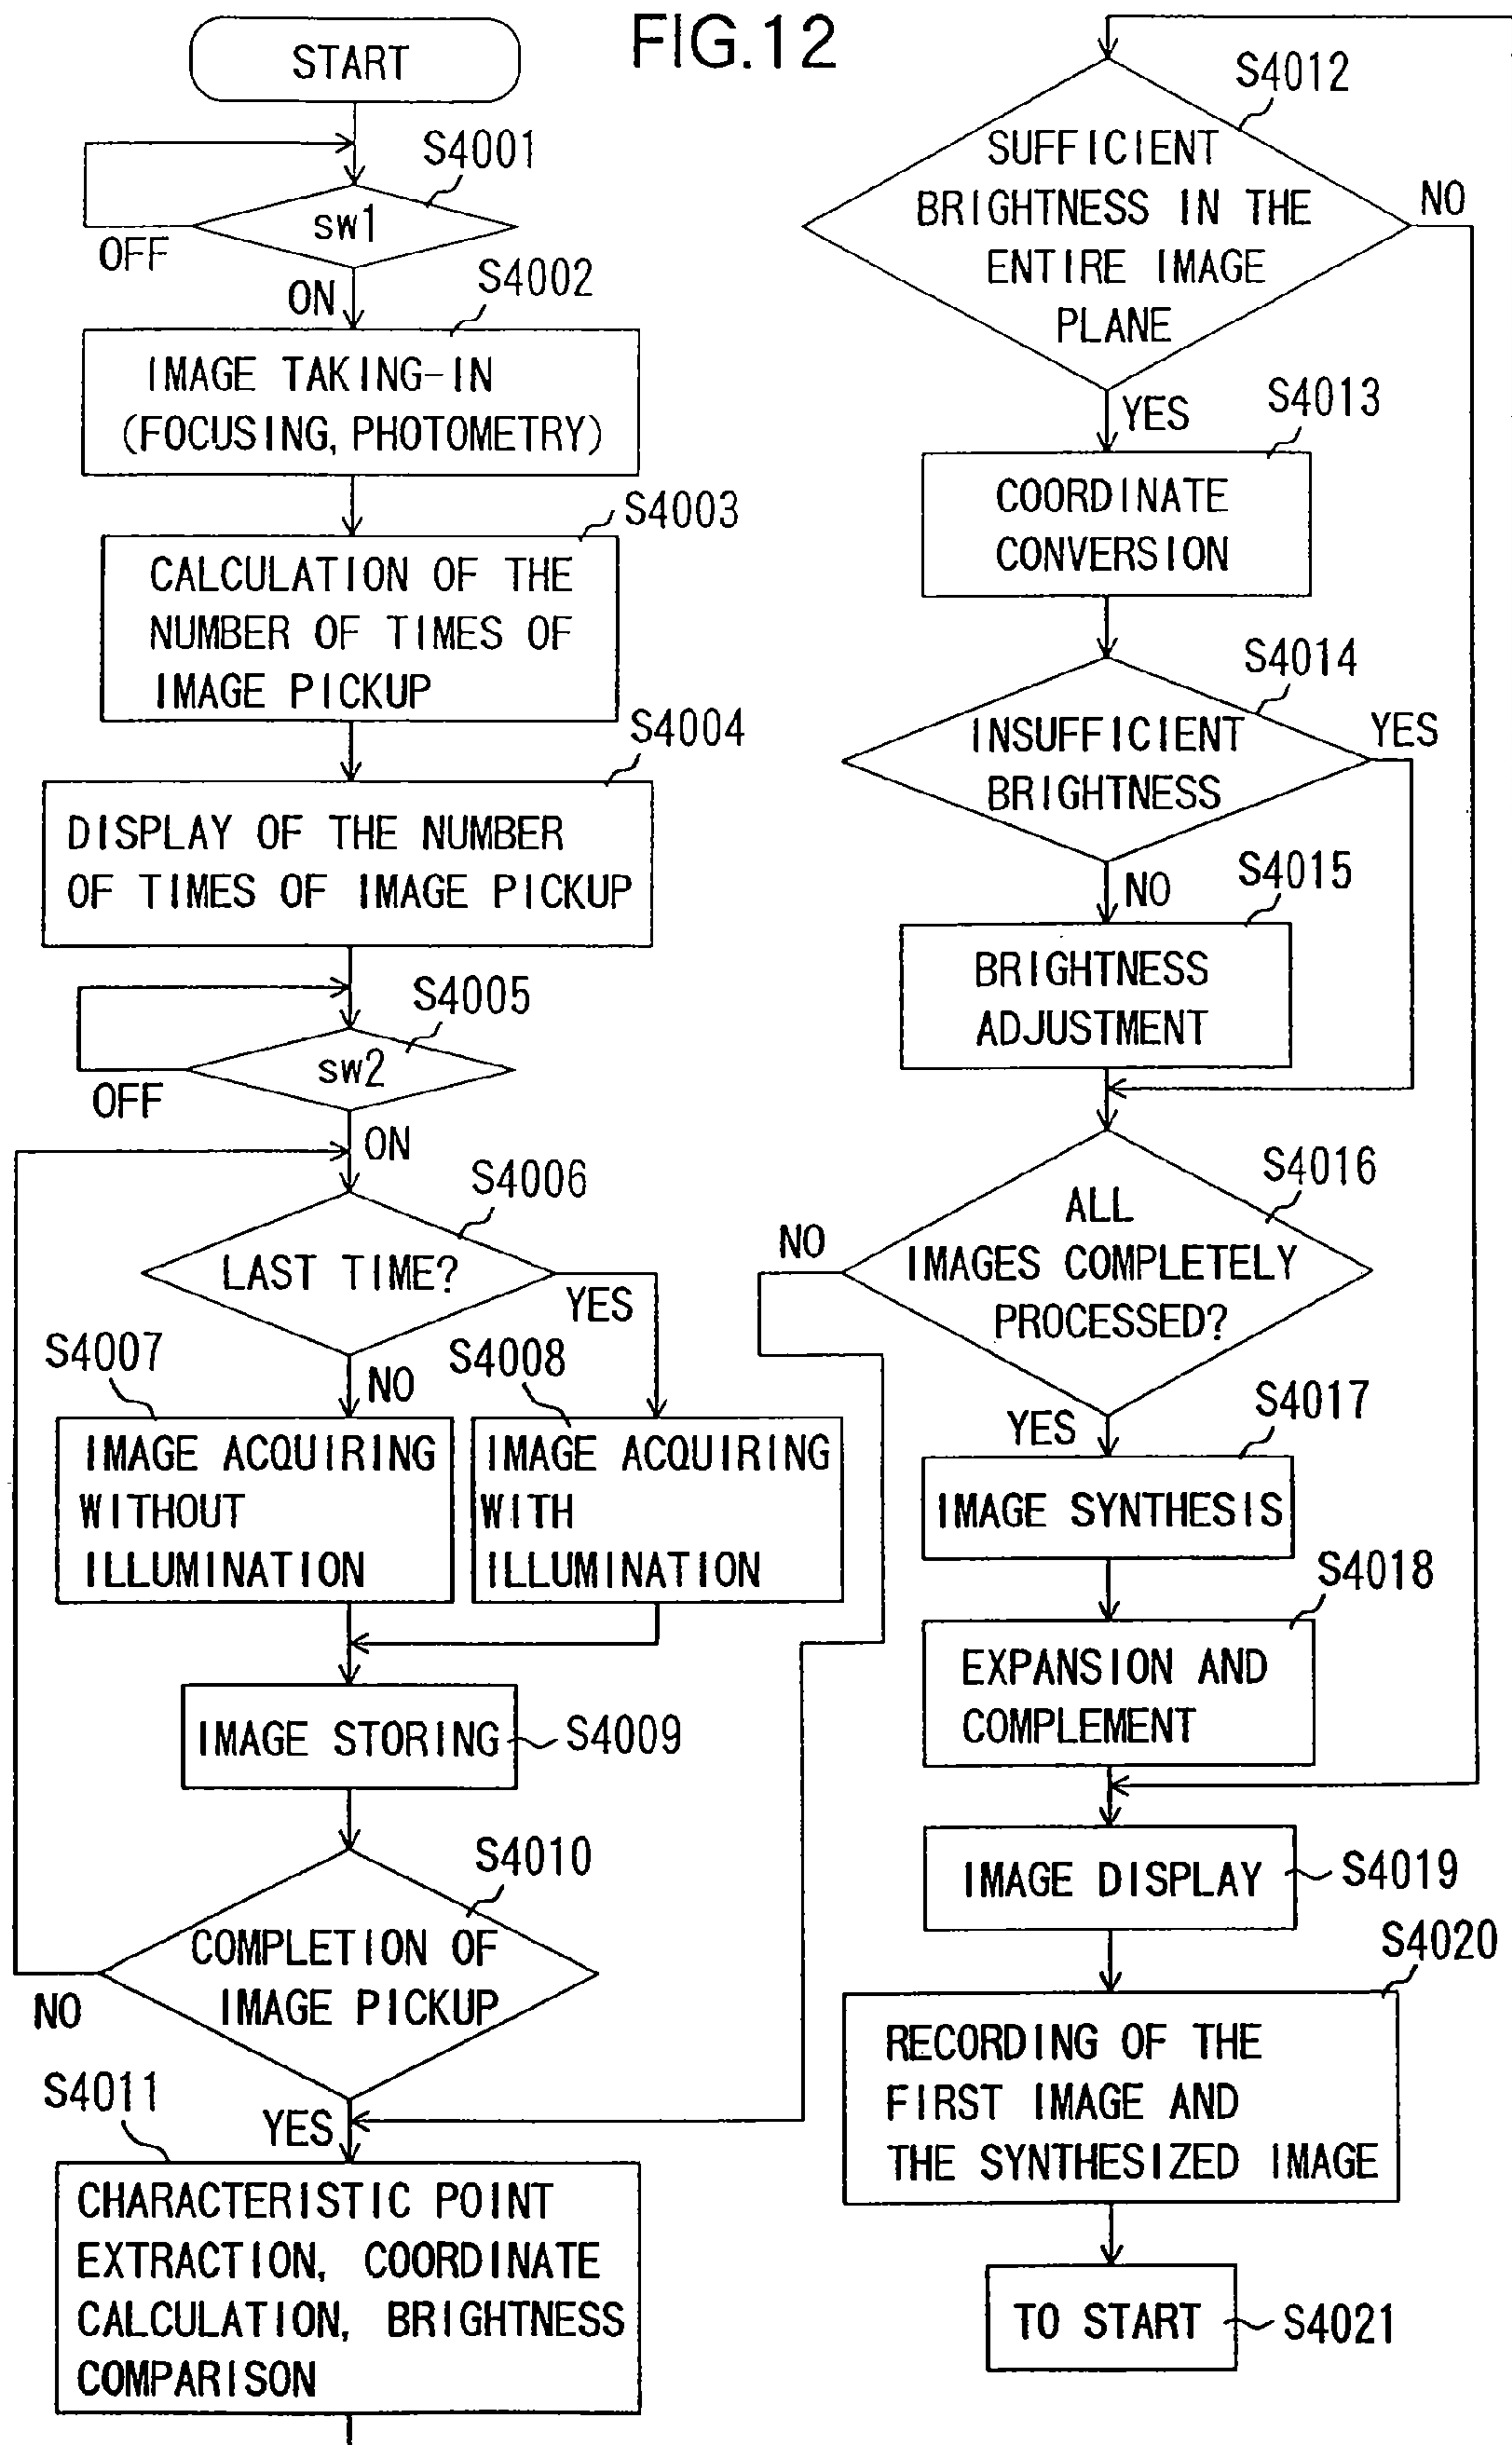 FIG.12
START
S4001
sw1
OFF
ON
S4002
IMAGE TAKING-IN
(FOCUSING, PHOTOMETRY)
S4003
CALCULATION OF THE
NUMBER OF TIMES OF
IMAGE PICKUP
S4004
DISPLAY OF THE NUMBER
OF TIMES OF IMAGE PICKUP
S4005
sw2
OFF
ON
S4006
LAST TIME?
YES
NO
S4007
IMAGE ACQUIRING
WITHOUT
ILLUMINATION
S4008
IMAGE ACQUIRING
WITH
ILLUMINATION
IMAGE STORING
S4009
S4010
COMPLETION OF
IMAGE PICKUP
NO
YES
S4011
CHARACTERISTIC POINT
EXTRACTION, COORDINATE
CALCULATION, BRIGHTNESS
COMPARISON
S4012
SUFFICIENT
BRIGHTNESS IN THE
ENTIRE IMAGE
PLANE
NO
YES
S4013
COORDINATE
CONVERSION
S4014
INSUFFICIENT
BRIGHTNESS
YES
NO
S4015
BRIGHTNESS
ADJUSTMENT
S4016
ALL
IMAGES COMPLETELY
PROCESSED?
NO
YES
S4017
IMAGE SYNTHESIS
S4018
EXPANSION AND
COMPLEMENT
IMAGE DISPLAY
S4019
S4020
RECORDING OF THE
FIRST IMAGE AND
THE SYNTHESIZED IMAGE
TO START
S4021